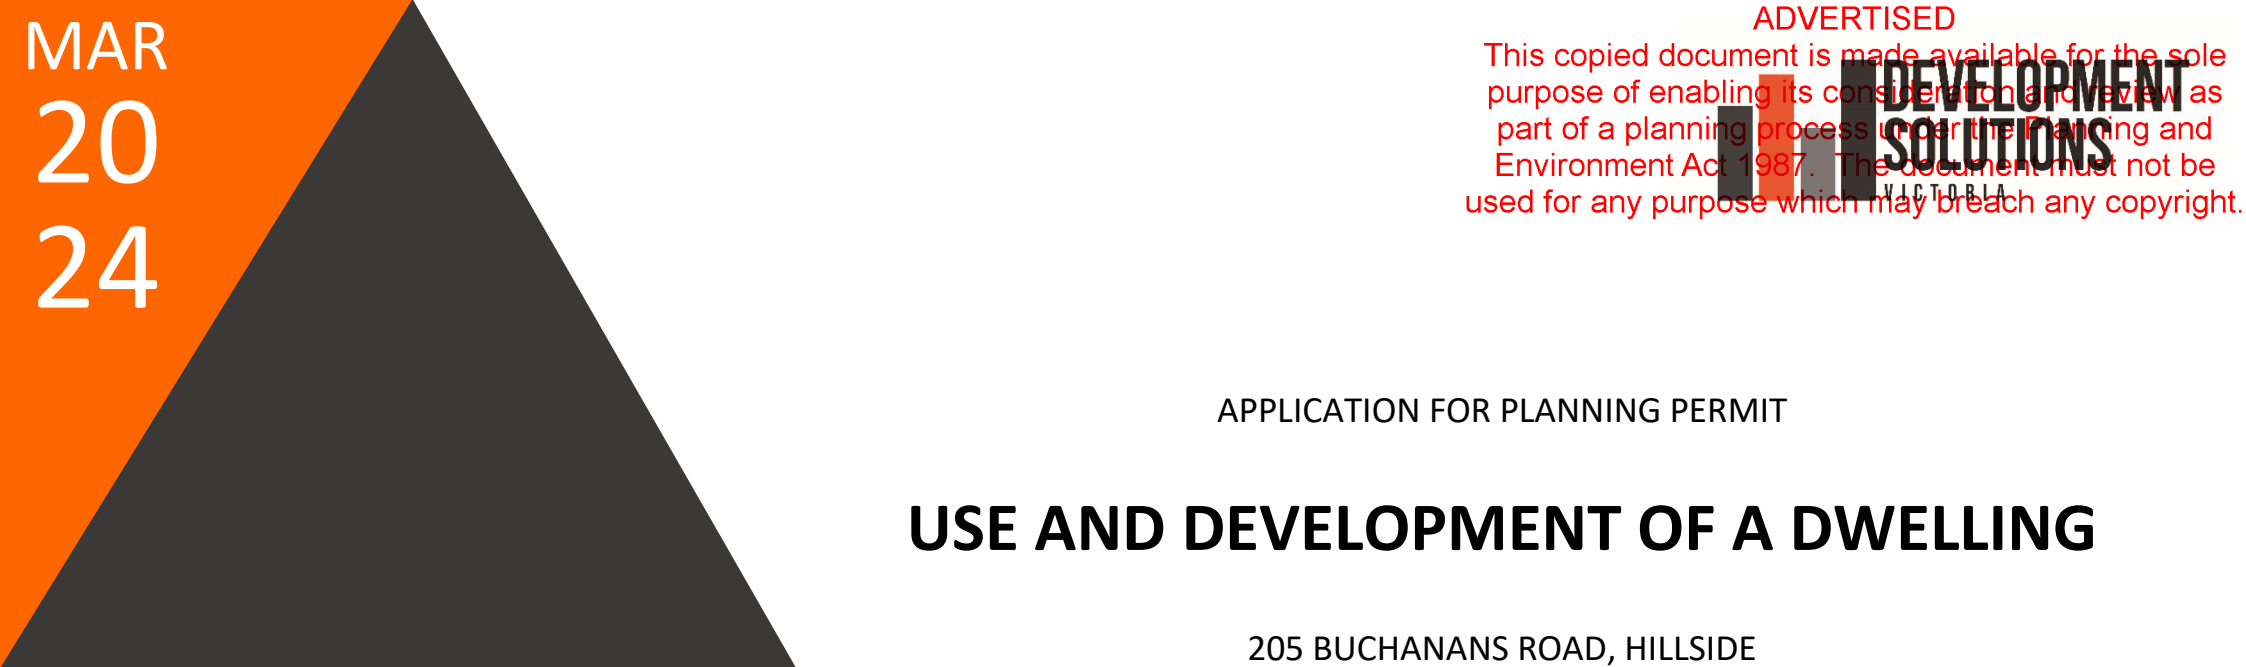 MAR
20
24
ADVERTISED
This copied document is made available for the sole
purpose of enabling its consideration and review as
part of a planning process under the Planning and
Environment Act 1987. The document must not be
used for any purpose which may breach any copyright.
DEVELOPMENT
SOLUTIONS
VICTORIA
APPLICATION FOR PLANNING PERMIT
USE AND DEVELOPMENT OF A DWELLING
205 BUCHANANS ROAD, HILLSIDE